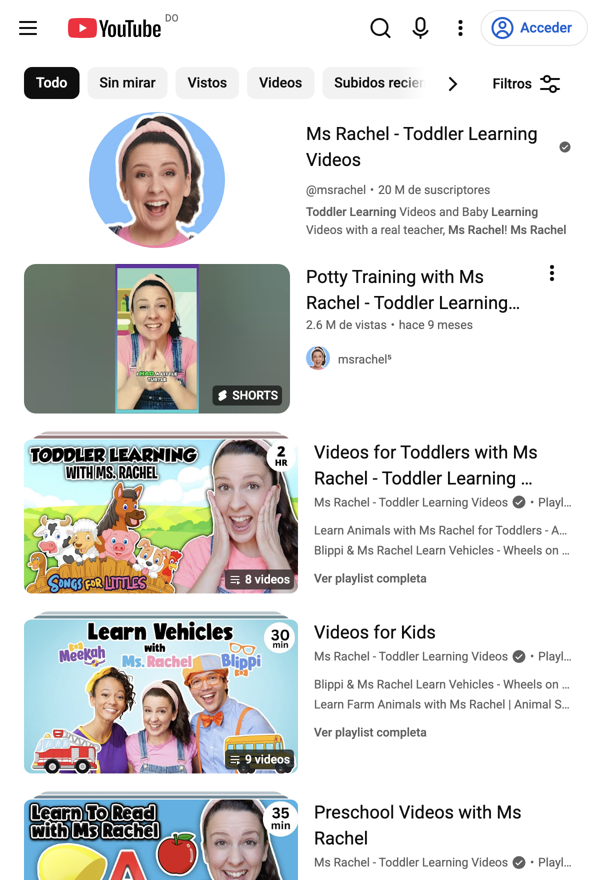 YouTube DO
Acceder
Todo
Sin mirar
Vistos
Videos
Subidos recien
Filtros
Ms Rachel - Toddler Learning
Videos
@msrachel • 20 M de suscriptores
Toddler Learning Videos and Baby Learning
Videos with a real teacher, Ms Rachel! Ms Rachel
SHORTS
Potty Training with Ms
Rachel - Toddler Learning…
2.6 M de vistas • hace 9 meses
msrachel⁵
TODDLER LEARNING
WITH MS. RACHEL
2
HR
SONGS FOR LITTLES
8 videos
Videos for Toddlers with Ms
Rachel - Toddler Learning …
Ms Rachel - Toddler Learning Videos • Playl…
Learn Animals with Ms Rachel for Toddlers - A…
Blippi & Ms Rachel Learn Vehicles - Wheels on …
Ver playlist completa
Learn Vehicles
with
Meekah
Ms. Rachel
Blippi
30
min
9 videos
Videos for Kids
Ms Rachel - Toddler Learning Videos • Playl…
Blippi & Ms Rachel Learn Vehicles - Wheels on …
Learn Farm Animals with Ms Rachel | Animal S…
Ver playlist completa
Learn To Read
with Ms Rachel
35
min
A
Preschool Videos with Ms
Rachel
Ms Rachel - Toddler Learning Videos • Playl…